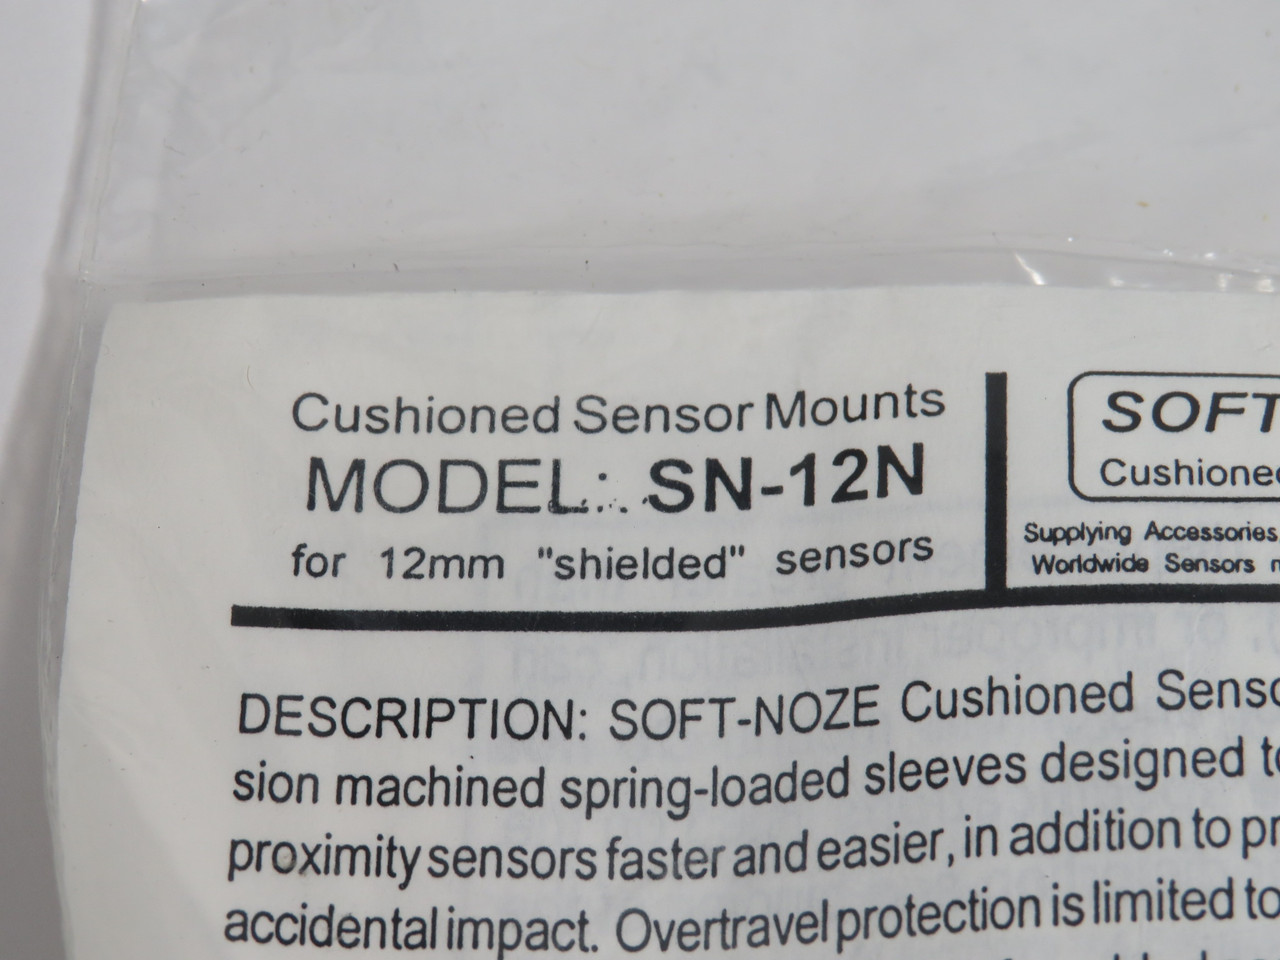 Cushioned Sensor Mounts
MODEL: SN-12N
for 12mm "shielded" sensors
SOFT
Cushioned
Supplying Accessories
Worldwide Sensors
DESCRIPTION: SOFT-NOZE Cushioned
sion machined spring-loaded sleeves designed
proximity sensors faster and easier, in addition to
accidental impact. Overtravel protection is limited to